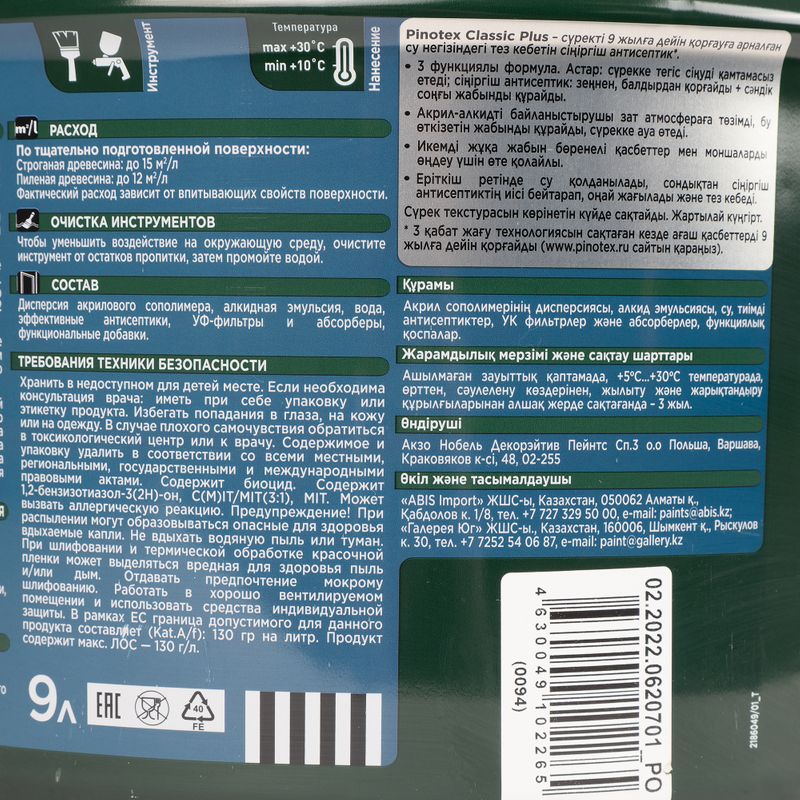 Инструмент
Температура
max +30°C
min +10°C
Нанесение
m²/l РАСХОД
По тщательно подготовленной поверхности:
Строганая древесина: до 15 м²/л
Пиленая древесина: до 12 м²/л
Фактический расход зависит от впитывающих свойств поверхности.
ОЧИСТКА ИНСТРУМЕНТОВ
Чтобы уменьшить воздействие на окружающую среду, очистите
инструмент от остатков пропитки, затем промойте водой.
СОСТАВ
Дисперсия акрилового сополимера, алкидная эмульсия, вода,
эффективные антисептики, УФ-фильтры и абсорберы,
функциональные добавки.
ТРЕБОВАНИЯ ТЕХНИКИ БЕЗОПАСНОСТИ
Хранить в недоступном для детей месте. Если необходима
консультация врача: иметь при себе упаковку или
этикетку продукта. Избегать попадания в глаза, на кожу
или на одежду. В случае плохого самочувствия обратиться
в токсикологический центр или к врачу. Содержимое и
упаковку удалить в соответствии со всеми местными,
региональными, государственными и международными
правовыми актами. Содержит биоцид. Содержит
1,2-бензизотиазол-3(2H)-он, C(M)IT/MIT(3:1), MIT. Может
вызвать аллергическую реакцию. Предупреждение! При
распылении могут образовываться опасные для здоровья
вдыхаемые капли. Не вдыхать водяную пыль или туман.
При шлифовании и термической обработке красочной
пленки может выделяться вредная для здоровья пыль
и/или дым. Отдавать предпочтение мокрому
шлифованию. Работать в хорошо вентилируемом
помещении и использовать средства индивидуальной
защиты. В рамках ЕС граница допустимого для данного
продукта составляет (Kat.A/f): 130 гр на литр. Продукт
содержит макс. ЛОС — 130 г/л.
9л
EAC
40
FE
Pinotex Classic Plus – сүректі 9 жылға дейін қорғауға арналған
су негізіндегі тез кебетін сіңіргіш антисептик*.
• 3 функциялы формула. Астар: сүрекке тегіс сіңуді қамтамасыз
етеді; сіңіргіш антисептик: зеңнен, балдырдан қорғайды + сәндік
соңғы жабынды құрайды.
• Акрил-алкидті байланыстырушы зат атмосфераға төзімді, бу
өткізетін жабынды құрайды, сүрекке ауа өтеді.
• Икемді жұқа жабын бөренелі қасбеттер мен моншаларды
өңдеу үшін өте қолайлы.
• Еріткіш ретінде су қолданылады, сондықтан сіңіргіш
антисептиктің иісі бейтарап, оңай жағылады және тез кебеді.
Сүрек текстурасын көрінетін күйде сақтайды. Жартылай күңгірт.
* 3 қабат жағу технологиясын сақтаған кезде ағаш қасбеттерді 9
жылға дейін қорғайды (www.pinotex.ru сайтын қараңыз).
Құрамы
Акрил сополимерінің дисперсиясы, алкид эмульсиясы, су, тиімді
антисептиктер, УК фильтрлер және абсорберлер, функциялық
қоспалар.
Жарамдылық мерзімі және сақтау шарттары
Ашылмаған зауыттық қаптамада, +5°C...+30°C температурада,
өрттен, сәулелену көздерінен, жылыту және жарықтандыру
құрылғыларынан алшақ жерде сақтағанда - 3 жыл.
Өндіруші
Акзо Нобель Декорэйтив Пейнтс Сп.З о.о Польша, Варшава,
Краковяков к-сі, 48, 02-255
Өкіл және тасымалдаушы
«ABIS Import» ЖШС-ы, Казахстан, 050062 Алматы қ.,
Қабдолов к. 1/8, тел. +7 727 329 50 00, e-mail: paints@abis.kz;
«Галерея Юг» ЖШС-ы., Казахстан, 160006, Шымкент қ., Рысқулов
к. 30, тел. +7 7252 54 06 87, e-mail: paint@gallery.kz
02.2022.0620701 PO
4630049102265
(0094)
2186049/01_T